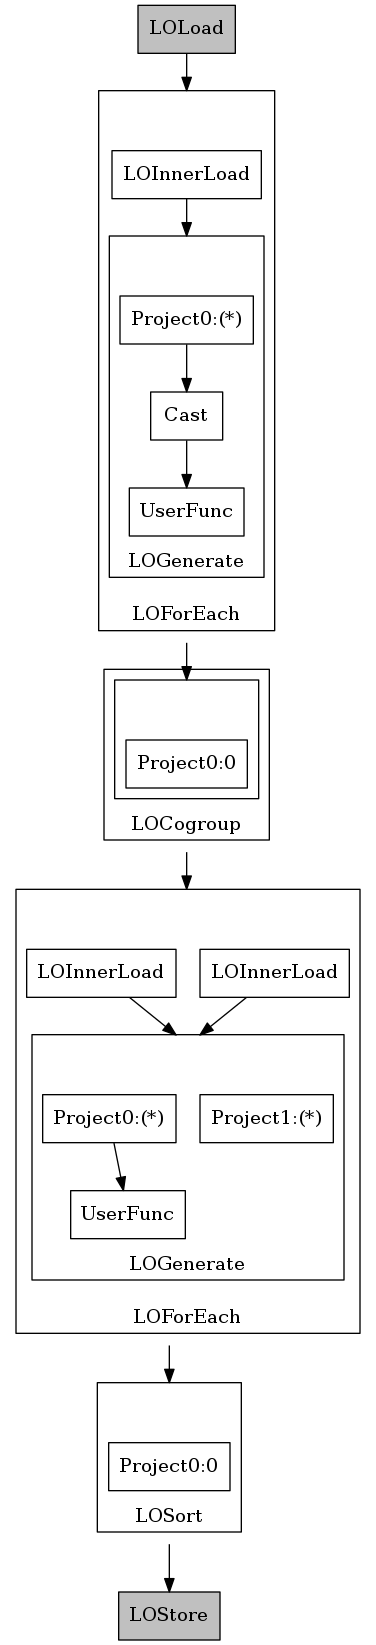 LOLoad
LOInnerLoad
Project0:(*)
Cast
UserFunc
LOGenerate
LOForEach
Project0:0
LOCogroup
LOInnerLoad LOInnerLoad
Project0:(*) Project1:(*)
UserFunc
LOGenerate
LOForEach
Project0:0
LOSort
LOStore